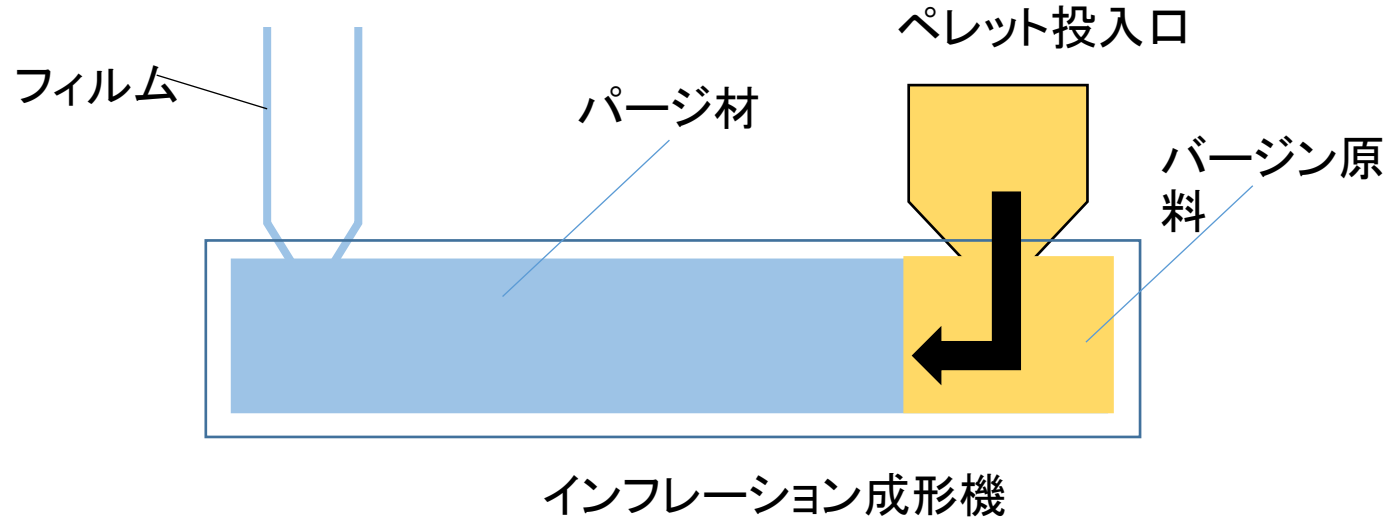 ペレット投入口
フィルム
パージ材
バージン原
料
インフレーション成形機